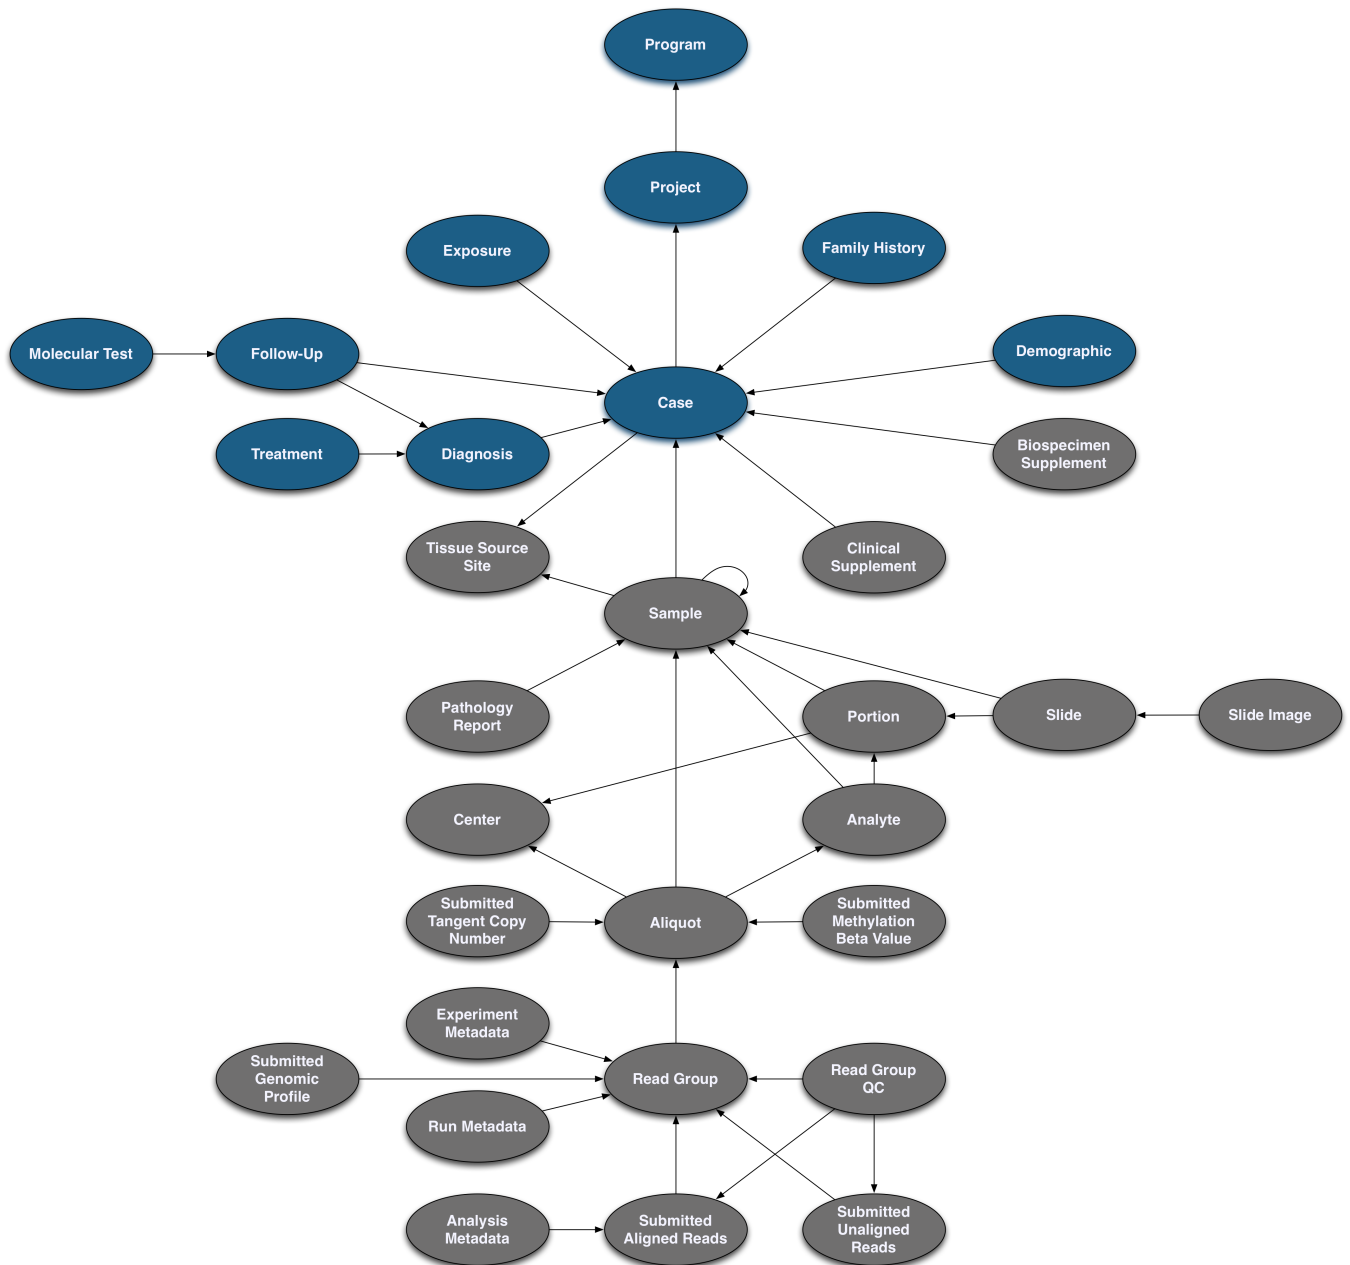 Program
Project
Exposure
Family History
Molecular Test
Follow-Up
Demographic
Case
Treatment
Diagnosis
Biospecimen
Supplement
Tissue Source
Site
Clinical
Supplement
Sample
Pathology
Report
Portion
Slide
Slide Image
Center
Analyte
Submitted
Tangent Copy
Number
Aliquot
Submitted
Methylation
Beta Value
Experiment
Metadata
Submitted
Genomic
Profile
Read Group
Read Group
QC
Run Metadata
Analysis
Metadata
Submitted
Aligned Reads
Submitted
Unaligned
Reads